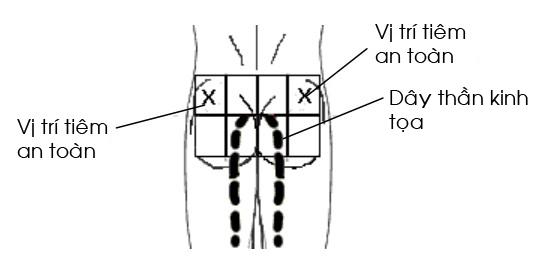 Vị trí tiêm
an toàn
X
X
Dây thần kinh
tọa
Vị trí tiêm
an toàn